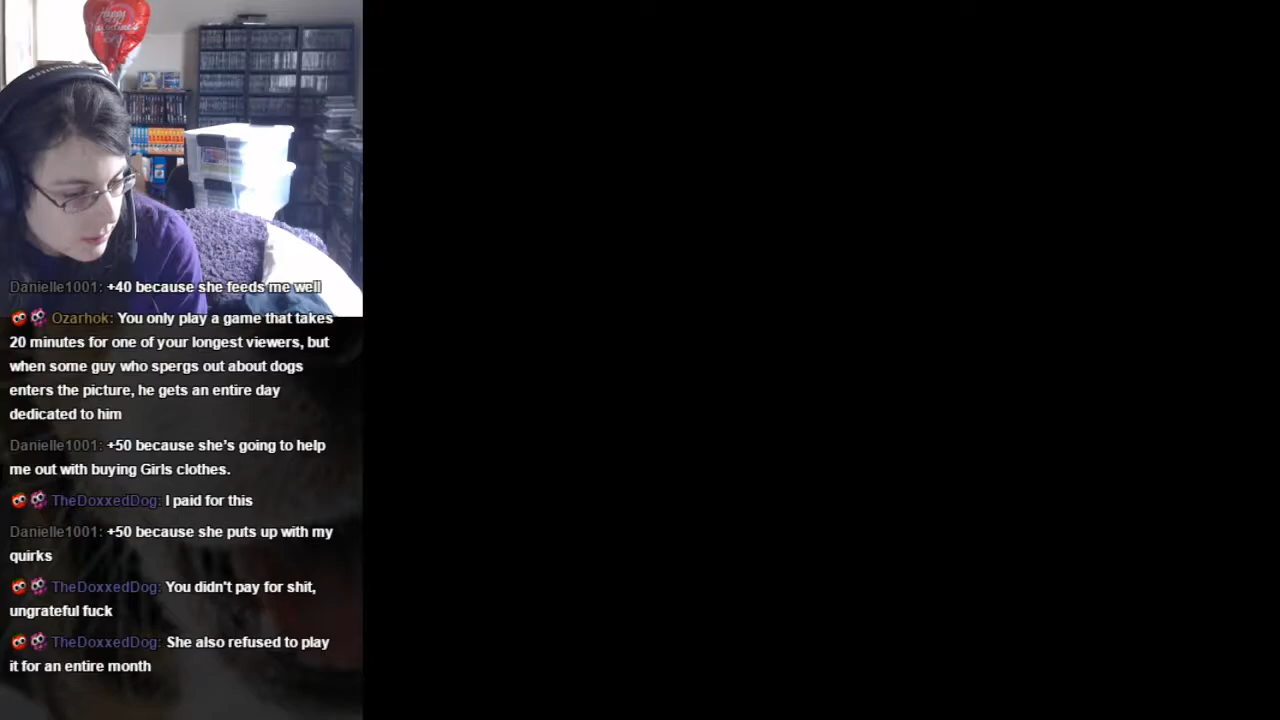 Happy
Valentine's
Day
Danielle1001: +40 because she feeds me well
Ozarhok: You only play a game that takes
20 minutes for one of your longest viewers, but
when some guy who spergs out about dogs
enters the picture, he gets an entire day
dedicated to him
Danielle1001: +50 because she's going to help
me out with buying Girls clothes.
TheDoxxedDog: I paid for this
Danielle1001: +50 because she puts up with my
quirks
TheDoxxedDog: You didn't pay for shit,
ungrateful fuck
TheDoxxedDog: She also refused to play
it for an entire month